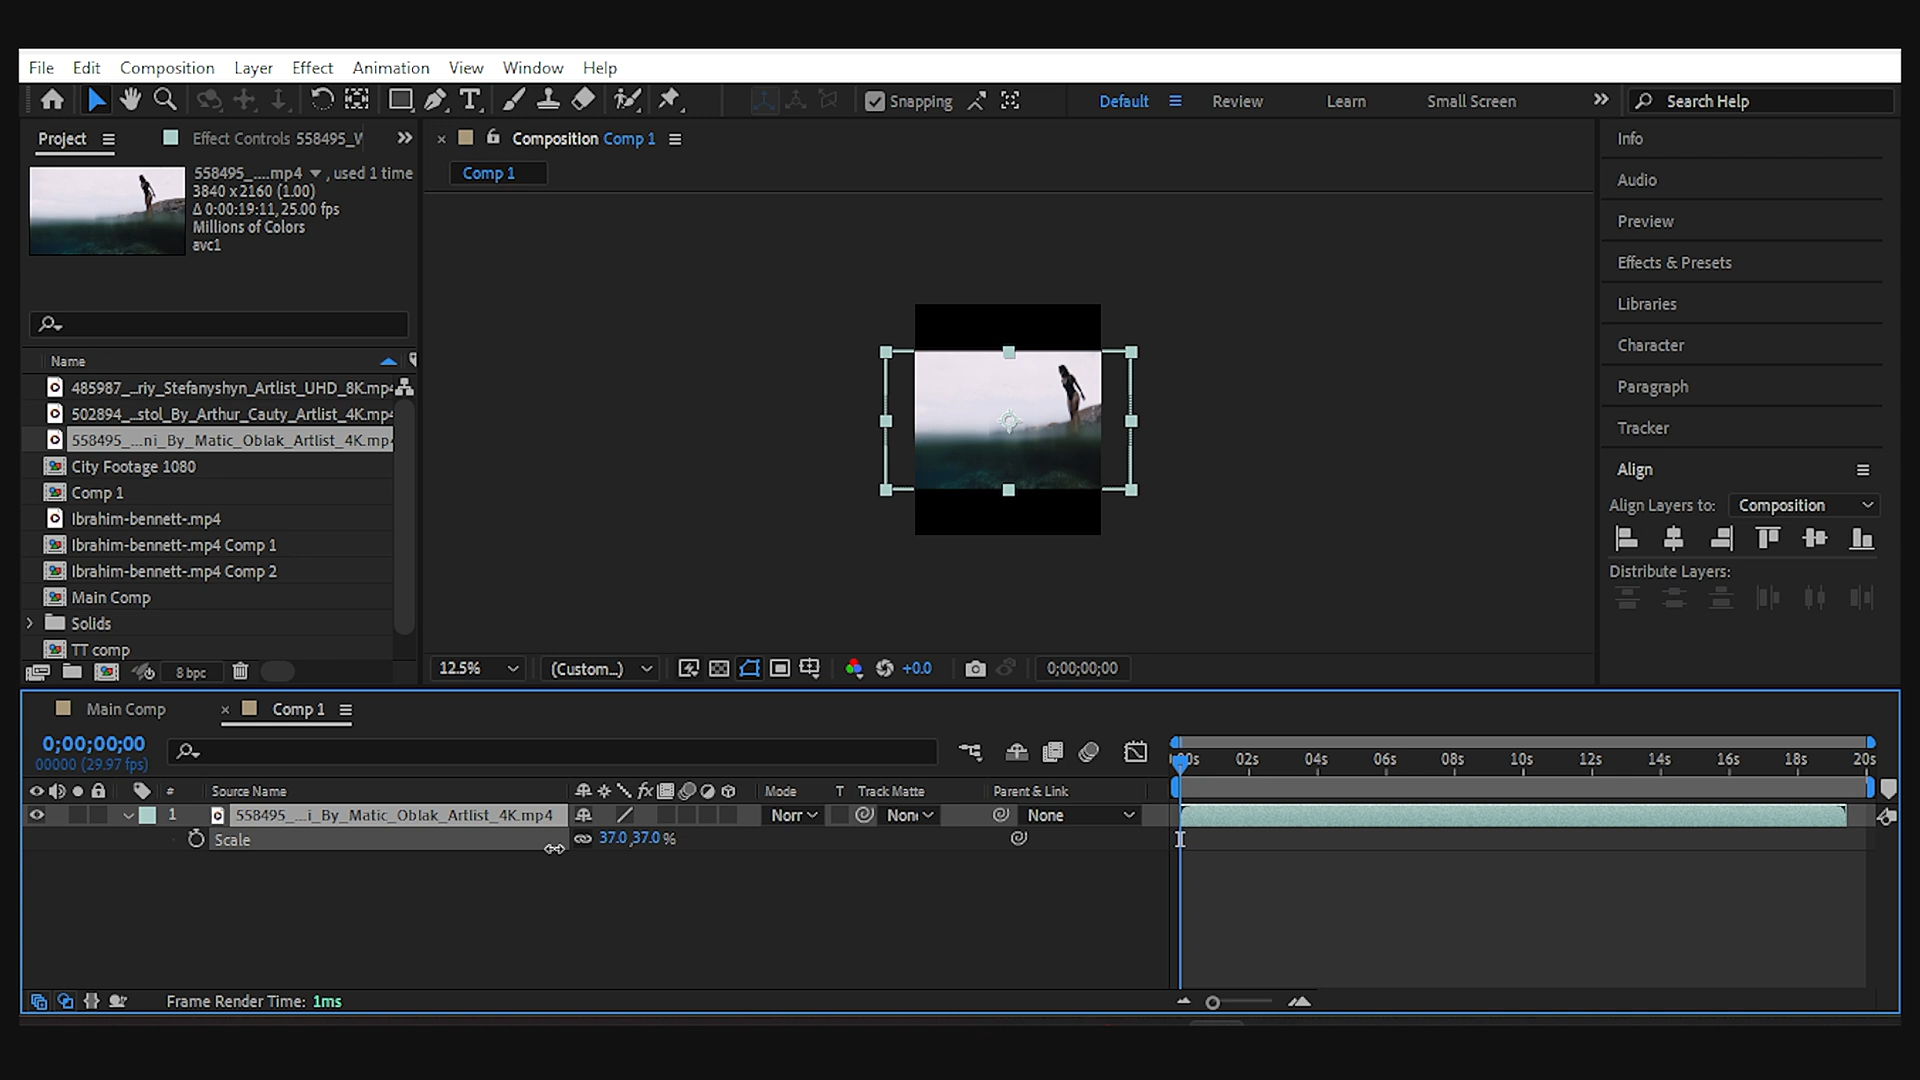 File Edit Composition Layer Effect Animation View Window Help
Snapping Default Review Learn Small Screen Search Help
Project Effect Controls 558495_V
558495_....mp4 , used 1 time
3840 x 2160 (1.00)
Δ 0:00:19:11, 25.00 fps
Millions of Colors
avc1
Name
485987_...riy_Stefanyshyn_Artlist_UHD_8K.mp4
502894_...stol_By_Arthur_Cauty_Artlist_4K.mp4
558495_...ni_By_Matic_Oblak_Artlist_4K.mp4
City Footage 1080
Comp 1
Ibrahim-bennett-.mp4
Ibrahim-bennett-.mp4 Comp 1
Ibrahim-bennett-.mp4 Comp 2
Main Comp
Solids
TT comp
8 bpc
× Composition Comp 1
Comp 1
12.5% (Custom...) +0.0 0;00;00;00
Info
Audio
Preview
Effects & Presets
Libraries
Character
Paragraph
Tracker
Align
Align Layers to: Composition
Distribute Layers:
Main Comp × Comp 1
0;00;00;00
00000 (29.97 fps)
02s 04s 06s 08s 10s 12s 14s 16s 18s 20s
# Source Name fx Mode T Track Matte Parent & Link
1 558495_...i_By_Matic_Oblak_Artlist_4K.mp4 Norr None
Scale 37.0,37.0 %
Frame Render Time: 1ms